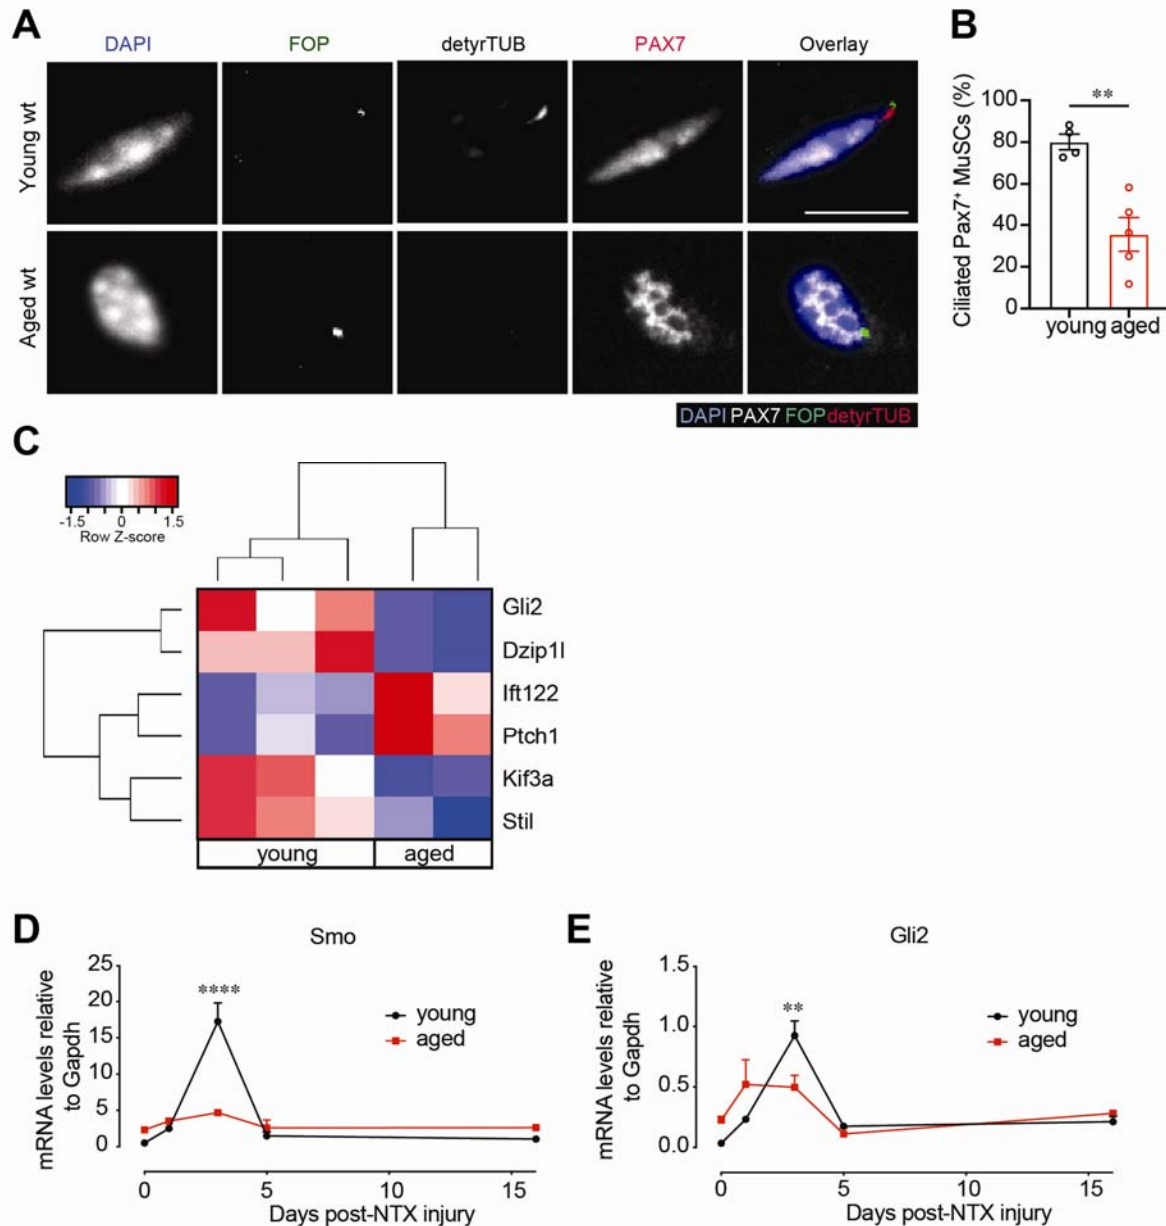 A
DAPI FOP detyrTUB PAX7 Overlay
Young wt
Aged wt
DAPI PAX7 FOP detyrTUB
B
Ciliated Pax7+ MuSCs (%)
100
80
60
40
20
0
**
young aged
C
-1.5 0 1.5
Row Z-score
Gli2
Dzip1l
Ift122
Ptch1
Kif3a
Stil
young aged
D
Smo
mRNA levels relative
to Gapdh
25
20
15
10
5
0
****
young
aged
0 5 10 15
Days post-NTX injury
E
Gli2
mRNA levels relative
to Gapdh
1.5
1.0
0.5
0.0
**
young
aged
0 5 10 15
Days post-NTX injury